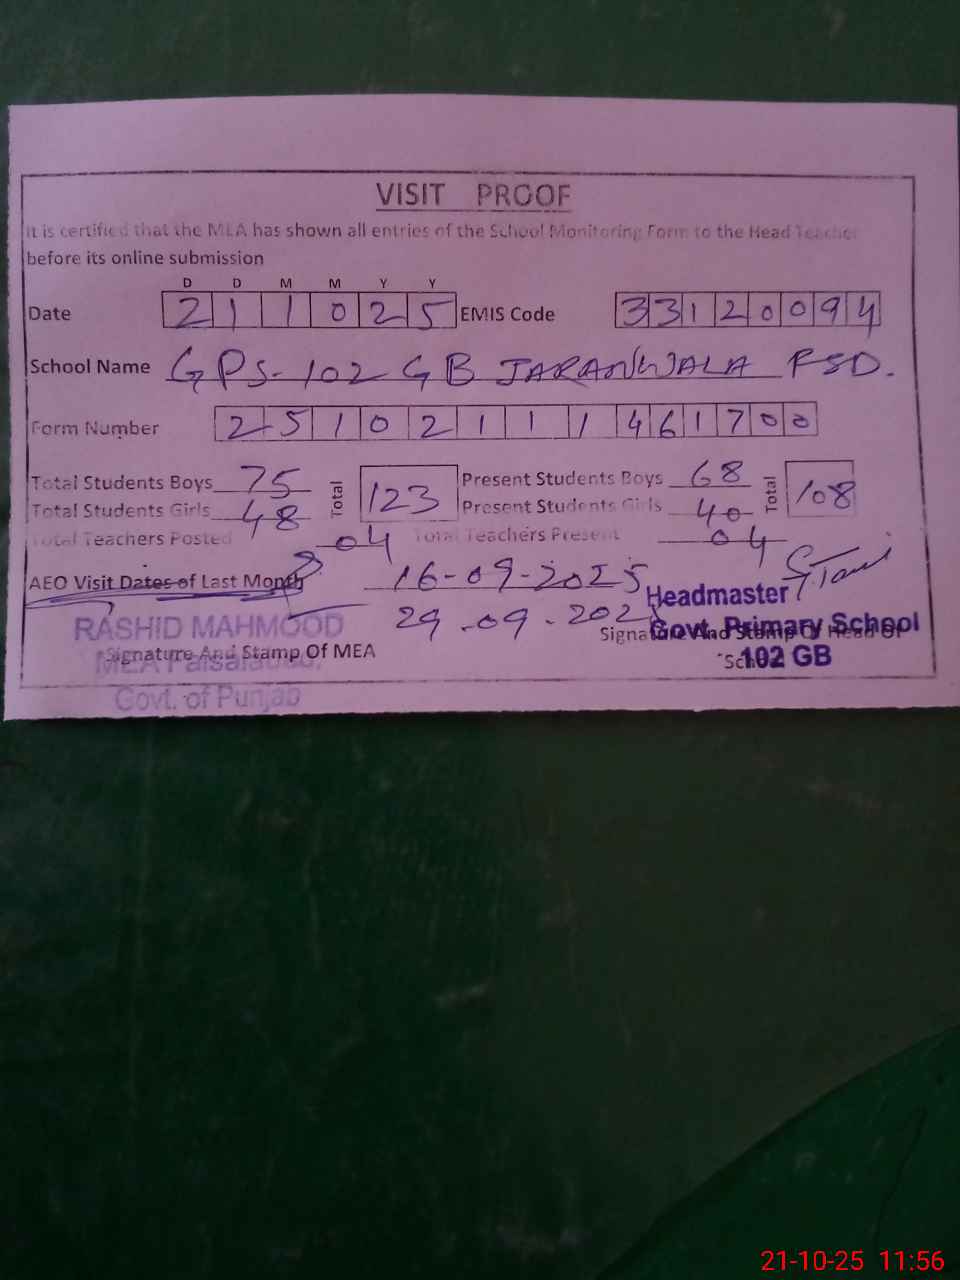 VISIT PROOF
It is certified that the MEA has shown all entries of the School Monitoring Form to the Head Teacher
before its online submission
D D M M Y Y
Date 2 1 1 0 2 5 EMIS Code 3 3 1 2 0 0 9 4
School Name GPS-102 GB JARANWALA FSD.
Form Number 2 5 1 0 2 1 1 1 4 6 1 7 0 0
Total Students Boys 75 Total 123 Present Students Boys 68 Total 108
Total Students Girls 48 Present Students Girls 40
Total Teachers Posted 04 Total Teachers Present 04
AEO Visit Dates of Last Month 16-09-2025
29-09-202
Headmaster
RASHID MAHMOOD
Govt. Primary School
Signature And Stamp Of Head Of
MEA Faisalabad,
Signature And Stamp Of MEA
School
102 GB
Govt. of Punjab
21-10-25 11:56